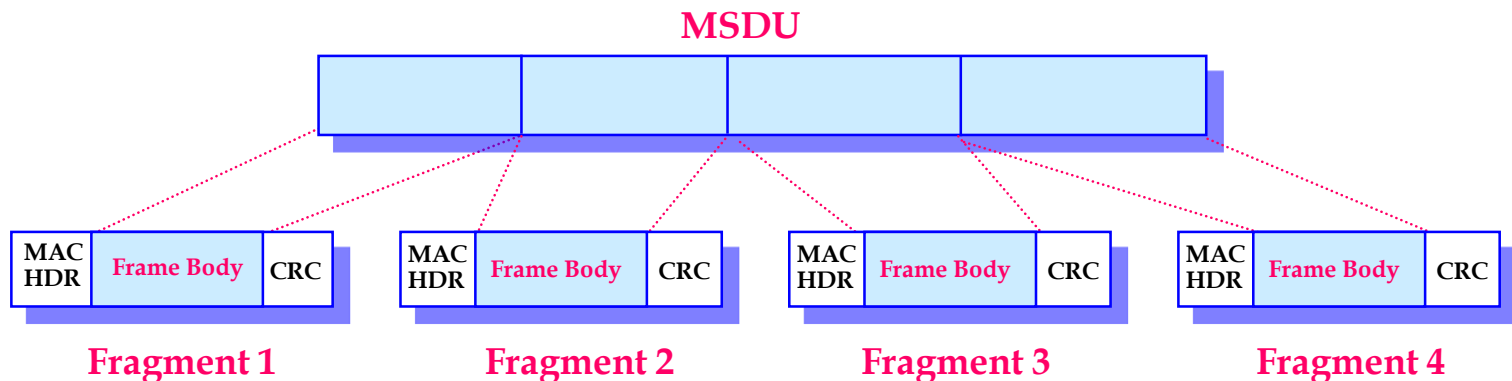 MSDU
MAC
HDR
Frame Body
CRC
MAC
HDR
Frame Body
CRC
MAC
HDR
Frame Body
CRC
MAC
HDR
Frame Body
CRC
Fragment 1
Fragment 2
Fragment 3
Fragment 4